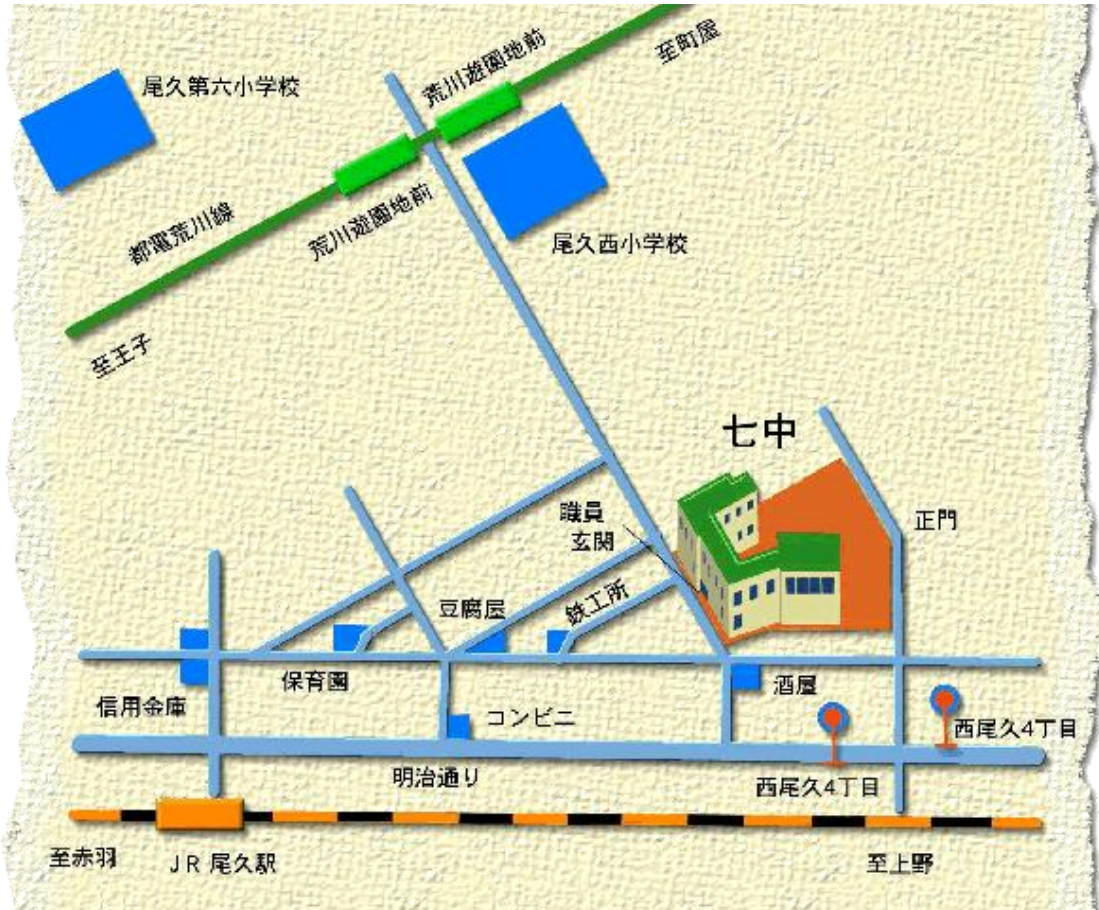 荒川遊園地前
至町屋
尾久第六小学校
都電荒川線
荒川遊園地前
尾久西小学校
至王子
七中
職員
玄関
正門
鉄工所
豆腐屋
保育園
信用金庫
コンビニ
酒屋
西尾久4丁目
明治通り
西尾久4丁目
至赤羽
JR 尾久駅
至上野